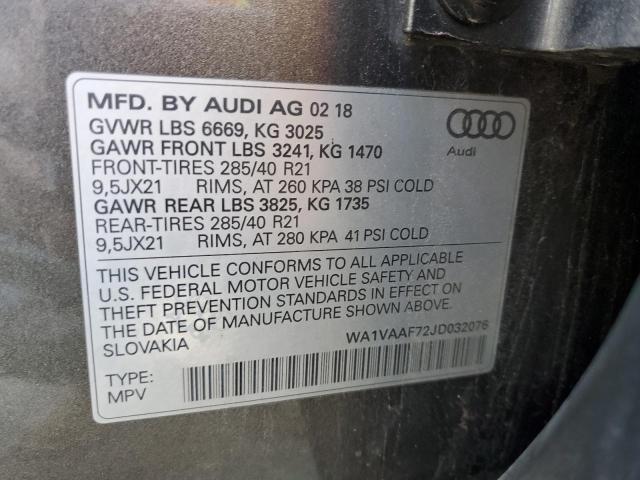 MFD. BY AUDI AG 02 18
GVWR LBS 6669, KG 3025
GAWR FRONT LBS 3241, KG 1470
FRONT-TIRES 285/40 R21
9,5JX21 RIMS, AT 260 KPA 38 PSI COLD
GAWR REAR LBS 3825, KG 1735
REAR-TIRES 285/40 R21
9,5JX21 RIMS, AT 280 KPA 41 PSI COLD
Audi
THIS VEHICLE CONFORMS TO ALL APPLICABLE
U.S. FEDERAL MOTOR VEHICLE SAFETY AND
THEFT PREVENTION STANDARDS IN EFFECT ON
THE DATE OF MANUFACTURE SHOWN ABOVE.
SLOVAKIA WA1VAAF72JD032076
TYPE:
MPV